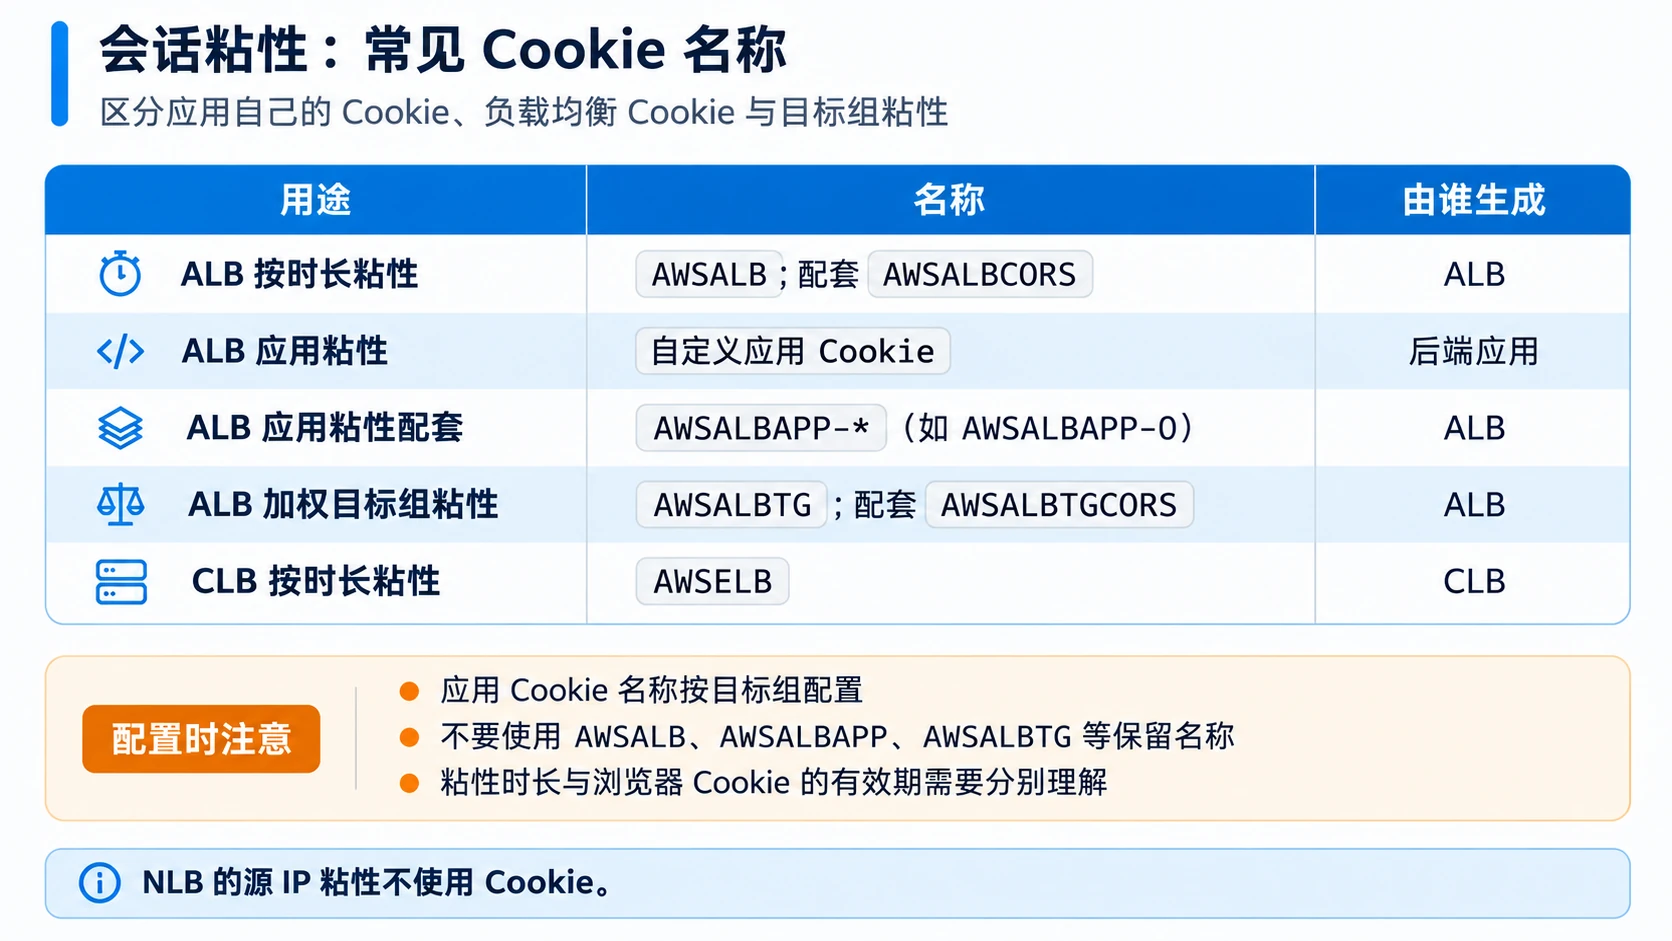 会话粘性：常见 Cookie 名称
区分应用自己的 Cookie、负载均衡 Cookie 与目标组粘性
用途 名称 由谁生成
ALB 按时长粘性 AWSALB；配套 AWSALBCORS ALB
ALB 应用粘性 自定义应用 Cookie 后端应用
ALB 应用粘性配套 AWSALBAPP-*（如 AWSALBAPP-O） ALB
ALB 加权目标组粘性 AWSALBTG；配套 AWSALBTGCORS ALB
CLB 按时长粘性 AWSELB CLB
配置时注意
应用 Cookie 名称按目标组配置
不要使用 AWSALB、AWSALBAPP、AWSALBTG 等保留名称
粘性时长与浏览器 Cookie 的有效期需要分别理解
NLB 的源 IP 粘性不使用 Cookie。